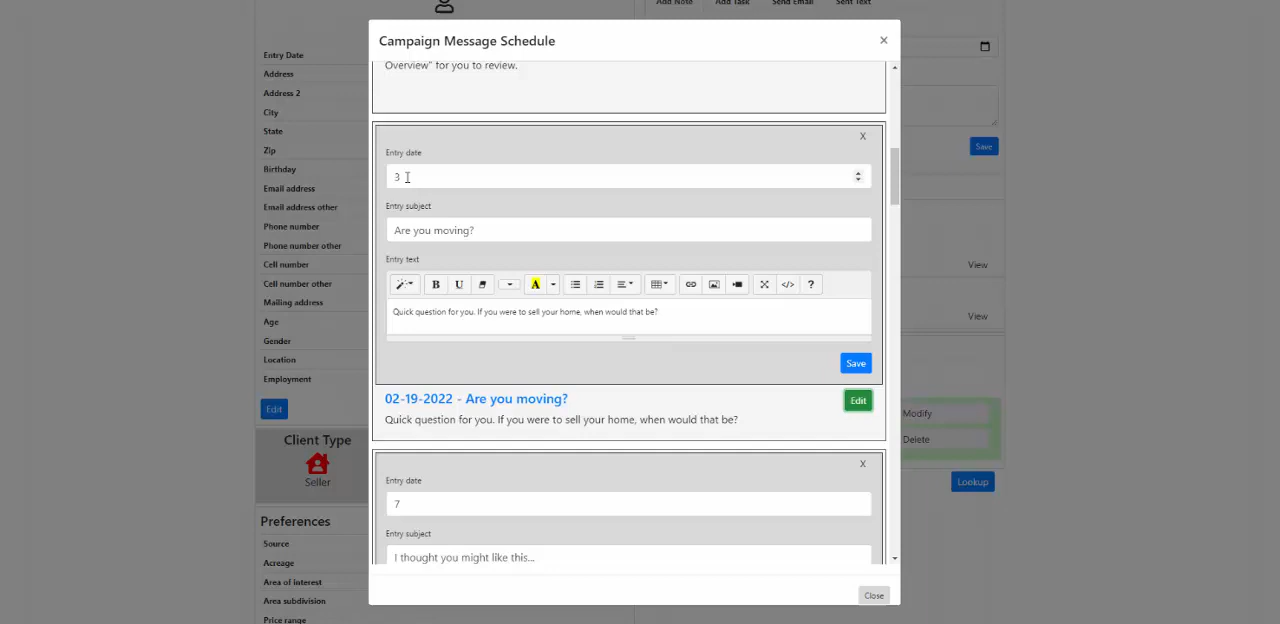 Add Note Add Task Send Email Sent Text
Campaign Message Schedule
×
Overview" for you to review.
X
Entry date
3
Entry subject
Are you moving?
Entry text
B U A </> ?
Quick question for you. If you were to sell your home, when would that be?
Save
02-19-2022 - Are you moving?
Edit
Quick question for you. If you were to sell your home, when would that be?
X
Entry date
7
Entry subject
I thought you might like this...
Close
Entry Date
Address
Address 2
City
State
Zip
Birthday
Email address
Email address other
Phone number
Phone number other
Cell number
Cell number other
Mailing address
Age
Gender
Location
Employment
Edit
Client Type
Seller
Preferences
Source
Acreage
Area of interest
Area subdivision
Price range
Save
View
View
Modify
Delete
Lookup